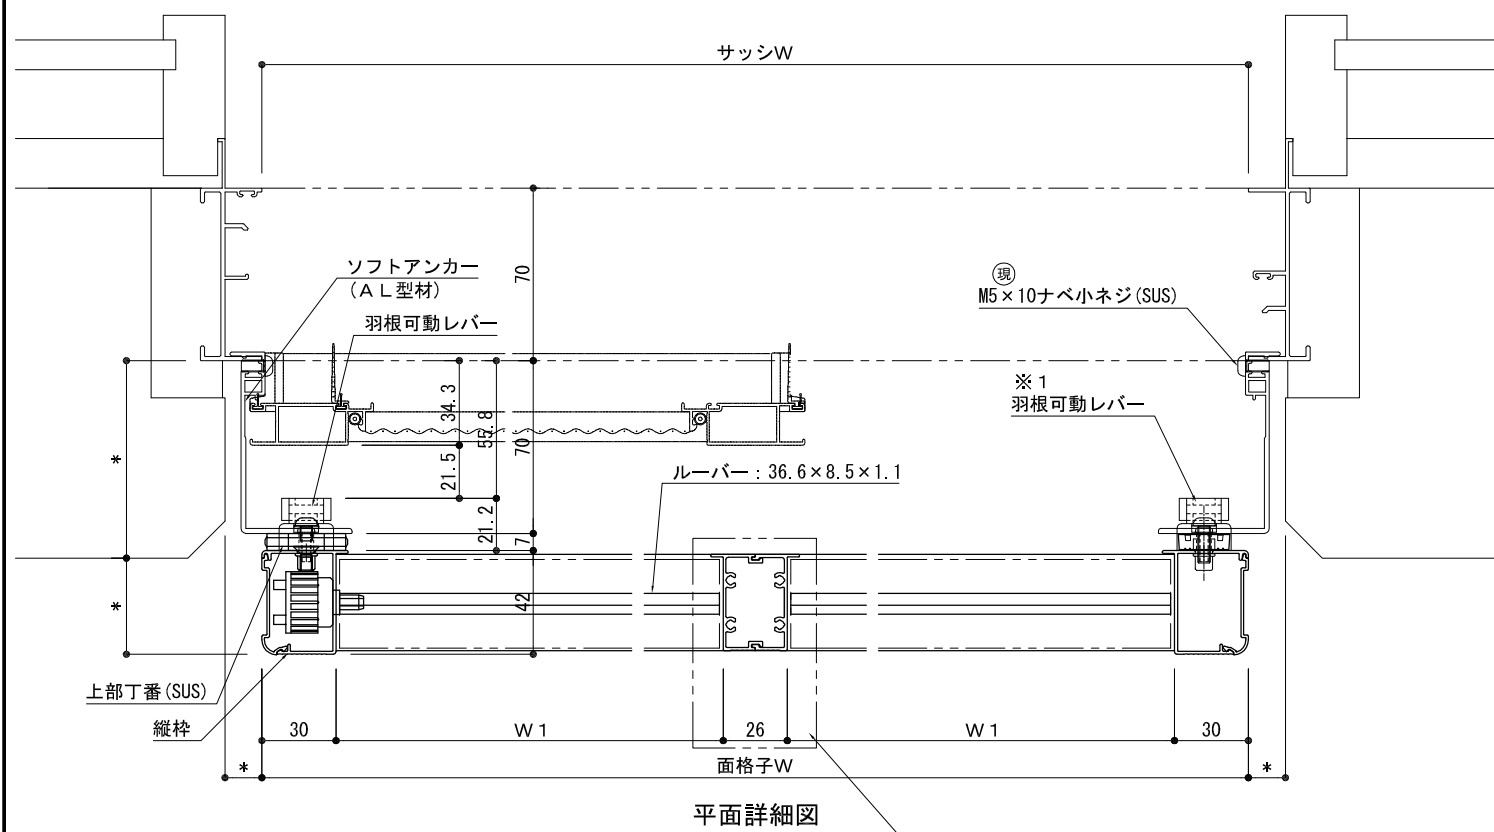 サッシW
70
ソフトアンカー
(AL型材)
羽根可動レバー
現
M5×10ナベ小ネジ(SUS)
※1
羽根可動レバー
34.3
55.8
70
21.5
21.2
7
42
*
*
ルーバー：36.6×8.5×1.1
上部丁番(SUS)
縦枠
30
W1
26
W1
30
*
面格子W
*
平面詳細図